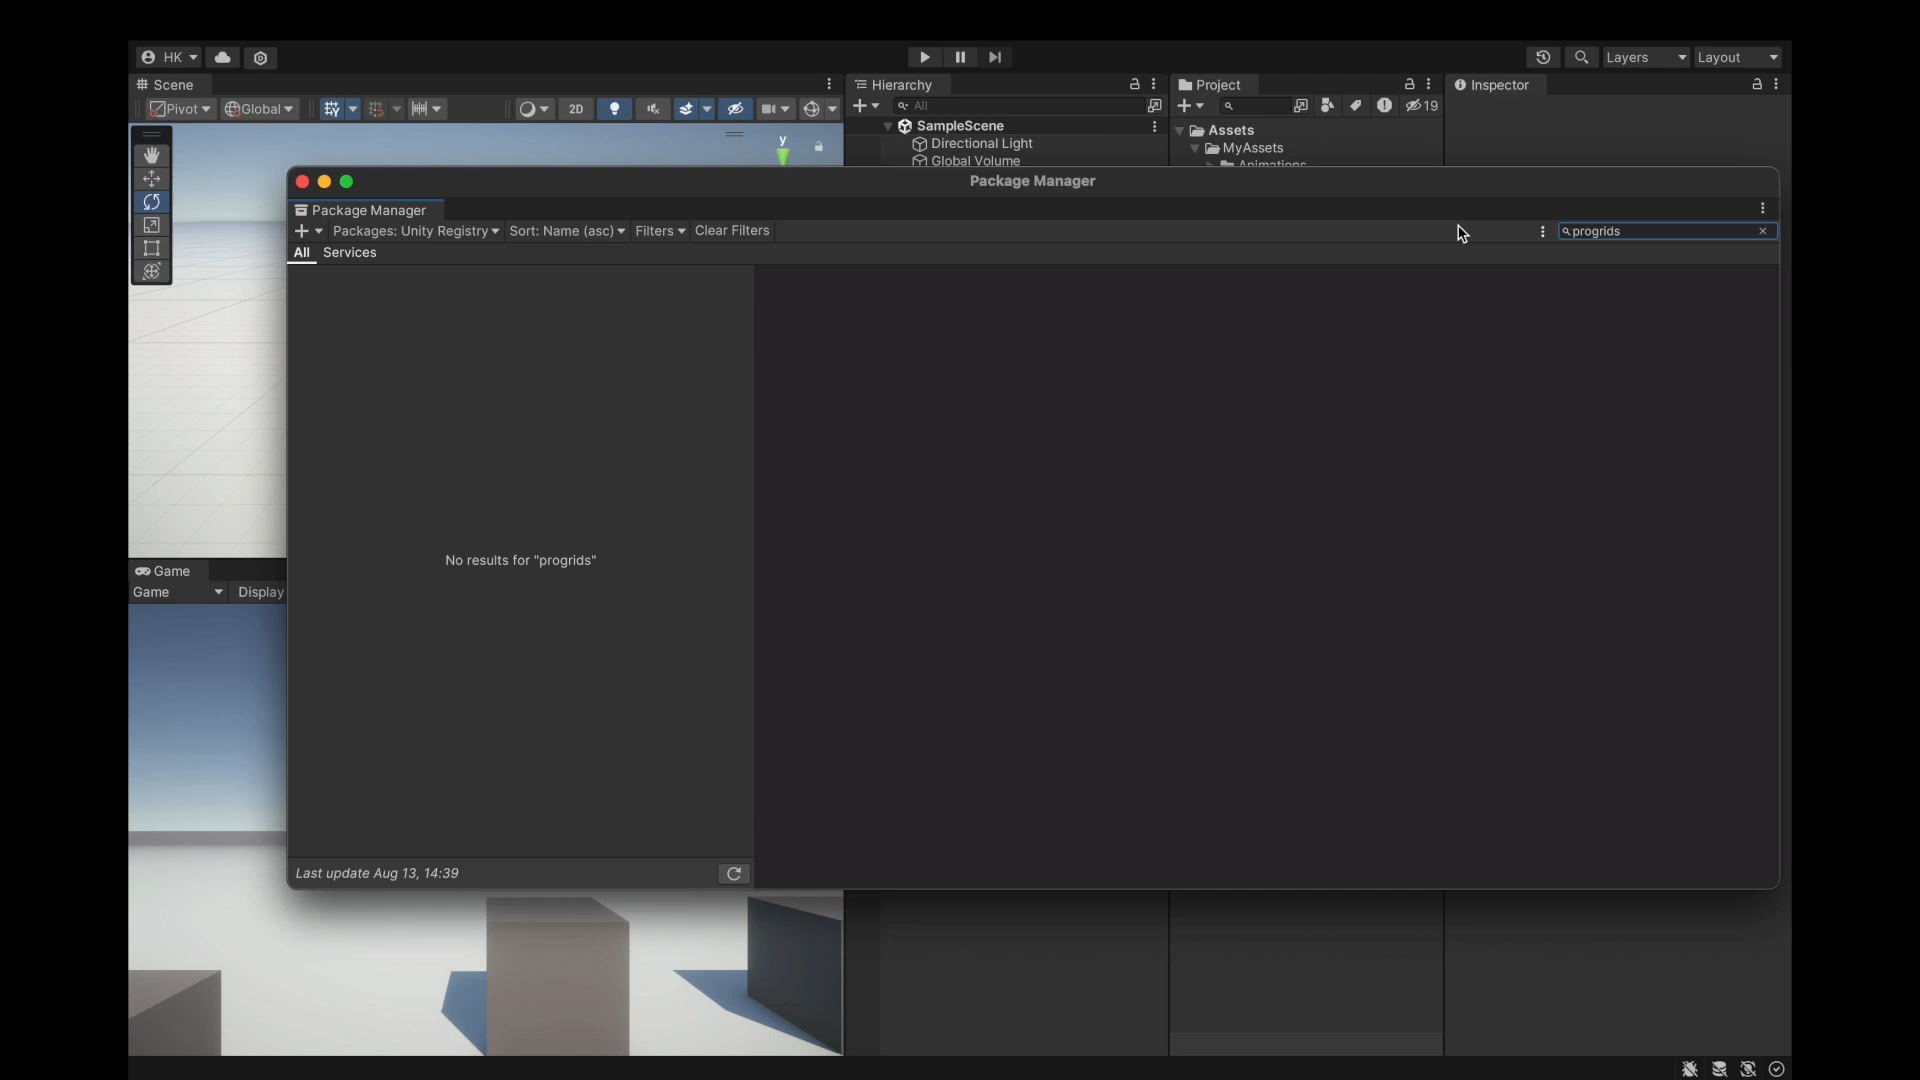 HK
Layers
Layout
Scene
Hierarchy
Project
Inspector
Pivot
Global
2D
All
19
y
SampleScene
Directional Light
Global Volume
Assets
MyAssets
Animations
Package Manager
Package Manager
Packages: Unity Registry
Sort: Name (asc)
Filters
Clear Filters
progrids
All
Services
No results for "progrids"
Game
Game
Display
Last update Aug 13, 14:39